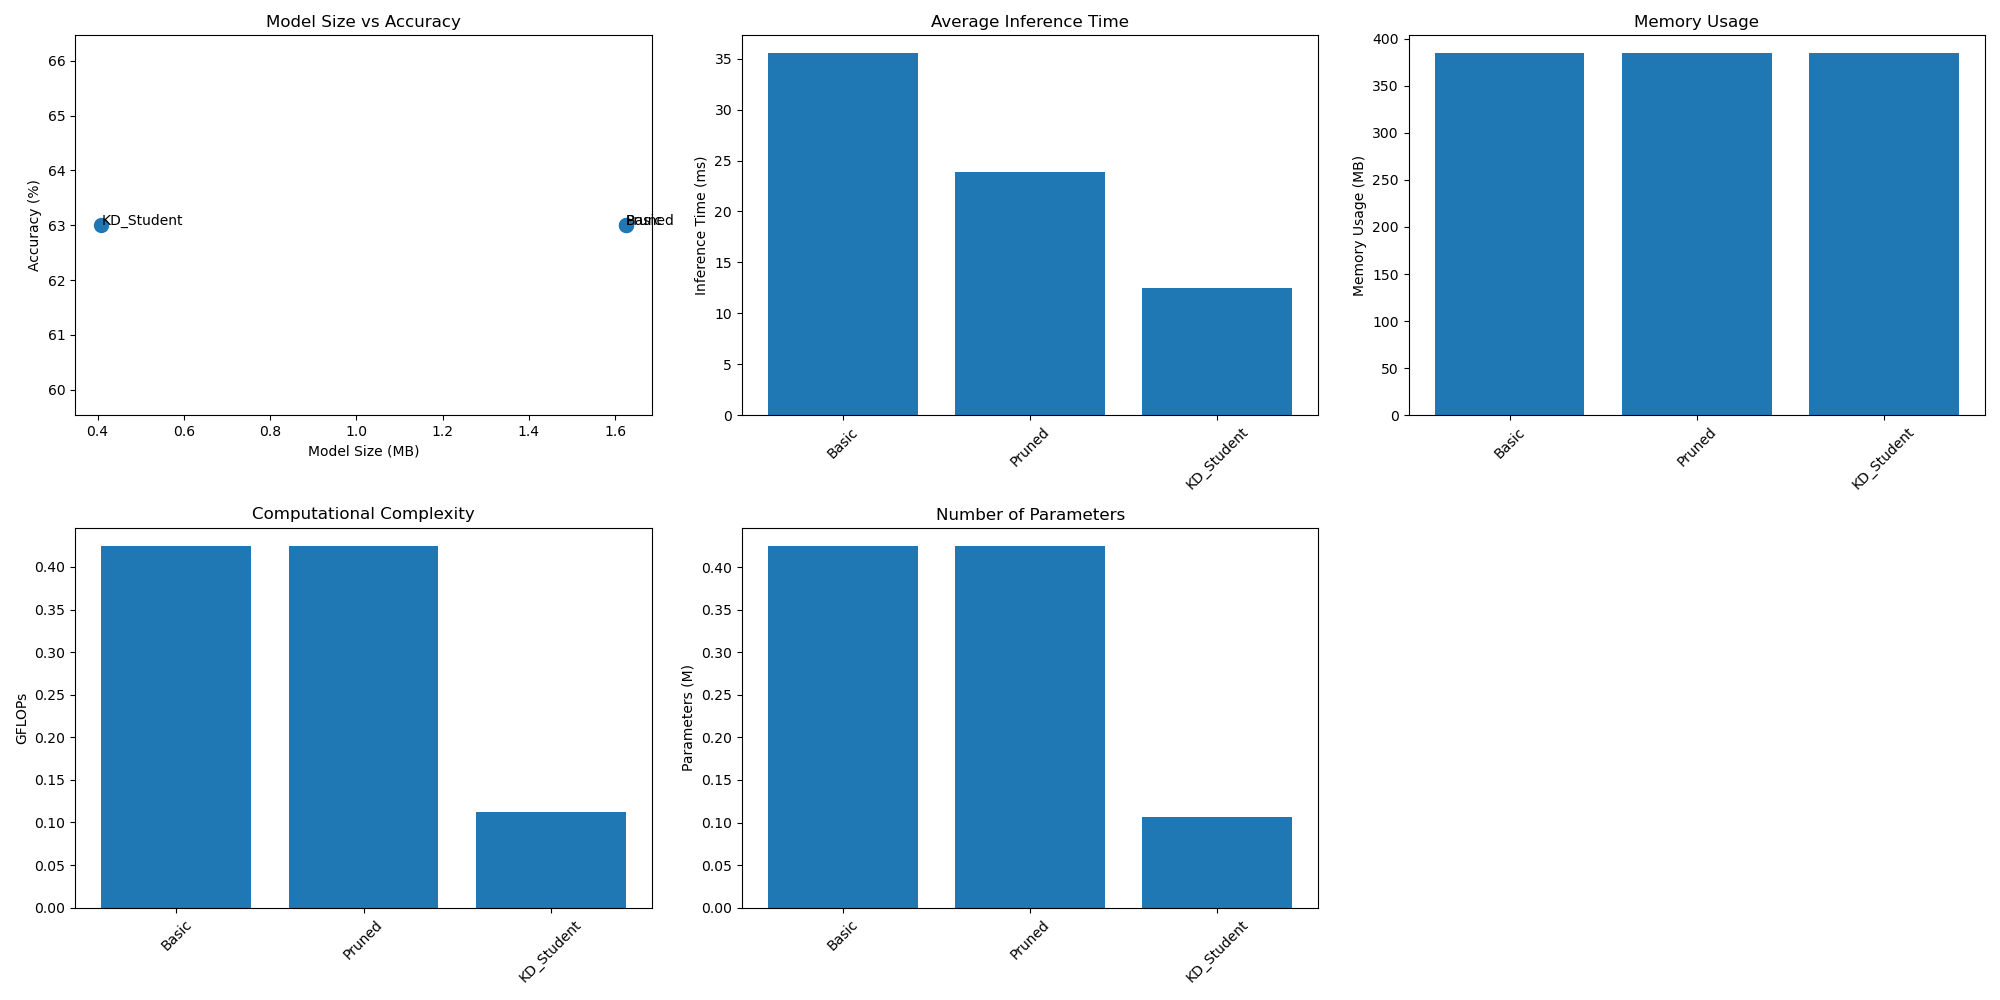 Model Size vs Accuracy
Accuracy (%)
66
65
64
63
62
61
60
KD_Student
Basic
Pruned
0.4 0.6 0.8 1.0 1.2 1.4 1.6
Model Size (MB)
Average Inference Time
Inference Time (ms)
35
30
25
20
15
10
5
0
Basic Pruned KD_Student
Memory Usage
Memory Usage (MB)
400
350
300
250
200
150
100
50
0
Basic Pruned KD_Student
Computational Complexity
GFLOPs
0.40
0.35
0.30
0.25
0.20
0.15
0.10
0.05
0.00
Basic Pruned KD_Student
Number of Parameters
Parameters (M)
0.40
0.35
0.30
0.25
0.20
0.15
0.10
0.05
0.00
Basic Pruned KD_Student